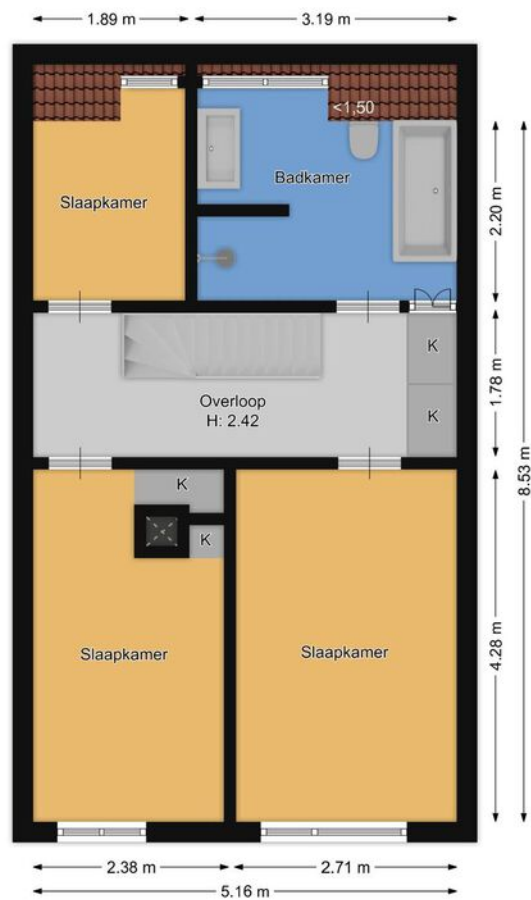 1.89 m
3.19 m
<1,50
Badkamer
Slaapkamer
2.20 m
K
1.78 m
Overloop
H: 2.42
K
8.53 m
K
K
Slaapkamer
Slaapkamer
4.28 m
2.38 m
2.71 m
5.16 m